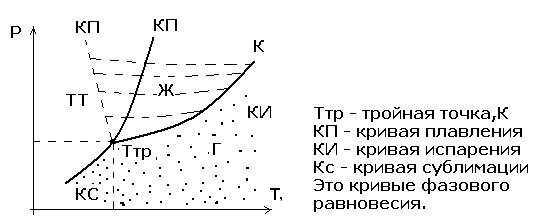 КП
КП
P
К
ТТ
Ж
КИ
Ттр
Г
КС
T,
Ттр - тройная точка,К
КП - кривая плавления
КИ - кривая испарения
Кс - кривая сублимации
Это кривые фазового
равновесия.